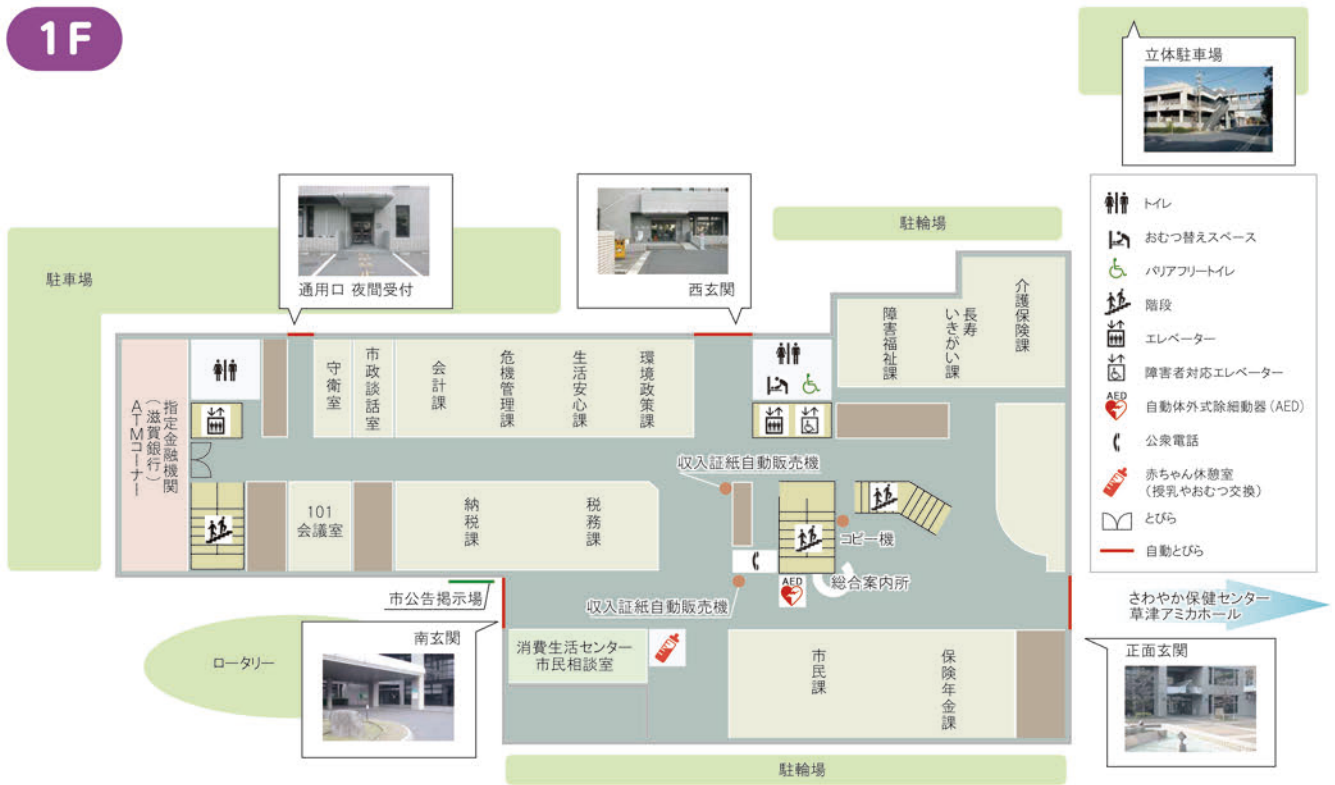 1F
立体駐車場
トイレ
おむつ替えスペース
バリアフリートイレ
階段
エレベーター
障害者対応エレベーター
AED
自動体外式除細動器(AED)
公衆電話
赤ちゃん休憩室
(授乳やおむつ交換)
とびら
自動とびら
駐車場
通用口 夜間受付
西玄関
駐輪場
指定金融機関
(滋賀銀行)
ATMコーナー
守衛室
市政談話室
会計課
危機管理課
生活安心課
環境政策課
障害福祉課
長寿
いきがい課
介護保険課
収入証紙自動販売機
101
会議室
納税課
税務課
コピー機
AED
総合案内所
収入証紙自動販売機
市公告掲示場
さわやか保健センター
草津アミカホール
ロータリー
南玄関
消費生活センター
市民相談室
市民課
保険年金課
正面玄関
駐輪場